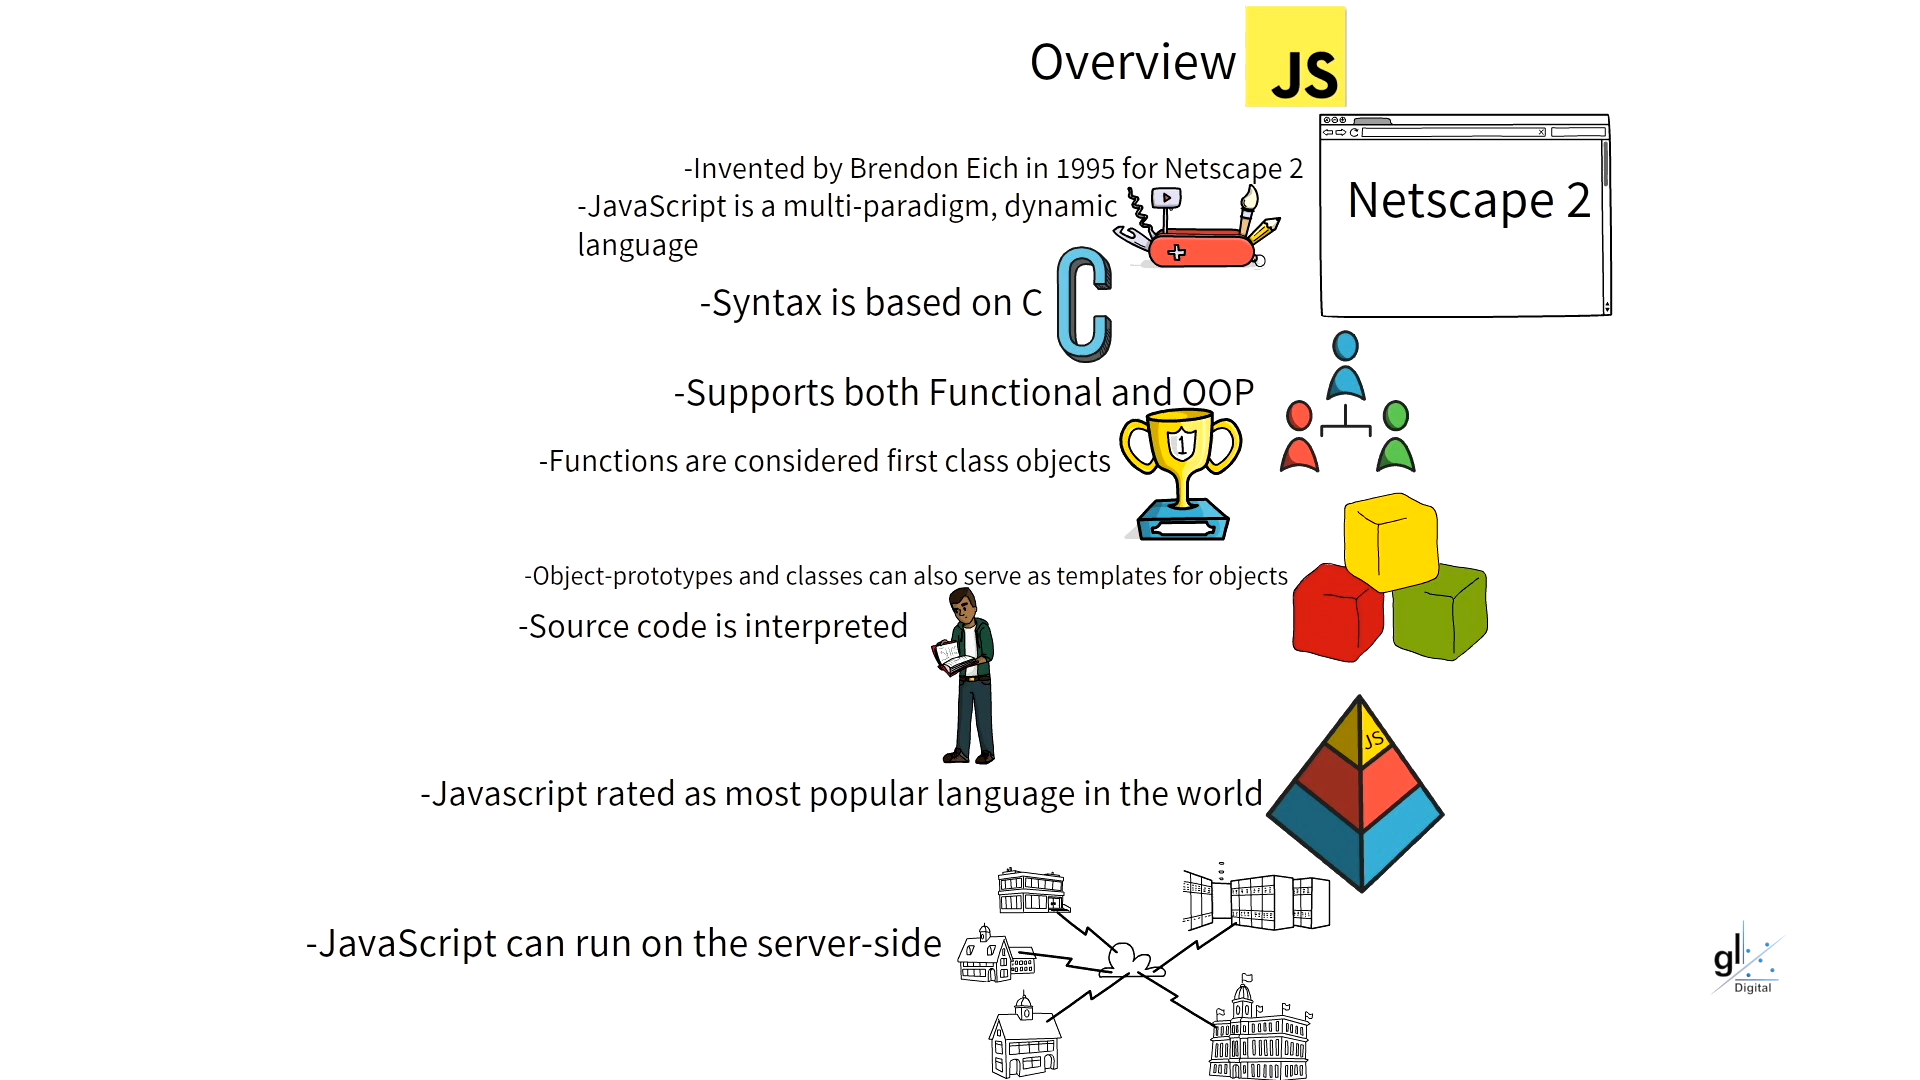 Overview JS
-Invented by Brendon Eich in 1995 for Netscape 2
Netscape 2
-JavaScript is a multi-paradigm, dynamic
language
-Syntax is based on C
C
-Supports both Functional and OOP
1
-Functions are considered first class objects
-Object-prototypes and classes can also serve as templates for objects
-Source code is interpreted
JS
-Javascript rated as most popular language in the world
-JavaScript can run on the server-side
gl
Digital